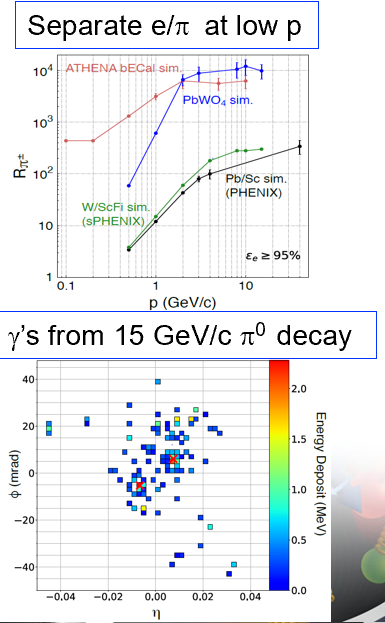 Separate e/π at low p
10⁴
ATHENA bECal sim.
PbWO₄ sim.
10³
Rπ±
10²
W/ScFi sim.
(sPHENIX)
Pb/Sc sim.
(PHENIX)
10
εₑ ≥ 95%
1
0.1 1 10
p (GeV/c)
γ's from 15 GeV/c π⁰ decay
40
20
0
−20
−40
ϕ (mrad)
−0.04 −0.02 0.00 0.02 0.04
η
2.0
1.5
1.0
0.5
0.0
Energy Deposit (MeV)